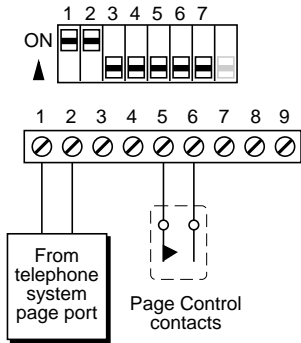 1 2 3 4 5 6 7
ON
1 2 3 4 5 6 7 8 9
From
telephone
system
page port
Page Control
contacts